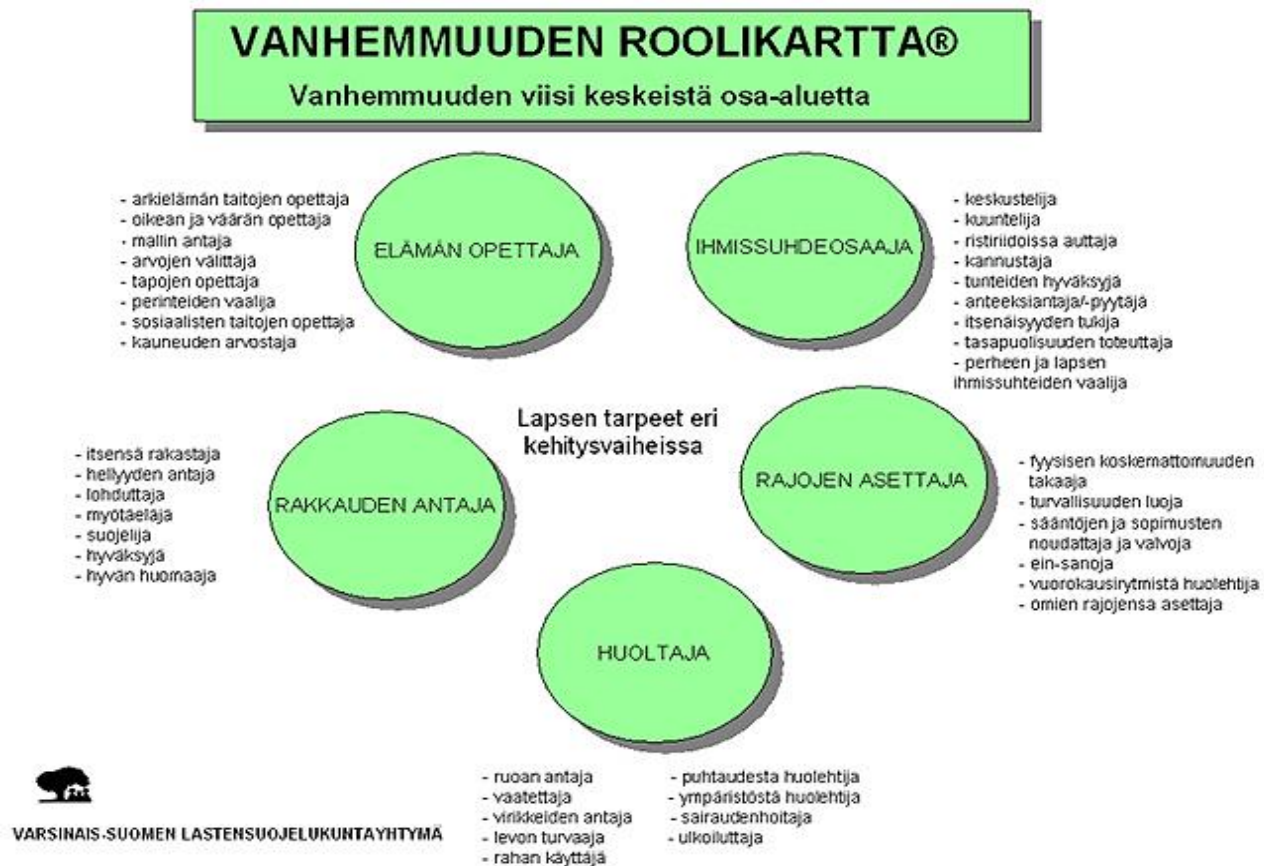 VANHEMMUUDEN ROOLIKARTTA®
Vanhemmuuden viisi keskeistä osa-aluetta
- arkielämän taitojen opettaja
- oikean ja väärän opettaja
- mallin antaja
- arvojen välittäjä
- tapojen opettaja
- perinteiden vaalija
- sosiaalisten taitojen opettaja
- kauneuden arvostaja
ELÄMÄN OPETTAJA
IHMISSUHDEOSAAJA
- keskustelija
- kuuntelija
- ristiriidoissa auttaja
- kannustaja
- tunteiden hyväksyjä
- anteeksiantaja/-pyytäjä
- itsenäisyyden tukija
- tasapuolisuuden toteuttaja
- perheen ja lapsen
ihmissuhteiden vaalija
Lapsen tarpeet eri
kehitysvaiheissa
- itsensä rakastaja
- hellyyden antaja
- lohduttaja
- myötäeläjä
- suojelija
- hyväksyjä
- hyvän huomaaja
RAKKAUDEN ANTAJA
RAJOJEN ASETTAJA
- fyysisen koskemattomuuden
takaaja
- turvallisuuden luoja
- sääntöjen ja sopimusten
noudattaja ja valvoja
- ein-sanoja
- vuorokausirytmistä huolehtija
- omien rajojensa asettaja
HUOLTAJA
- ruoan antaja
- vaatettaja
- virikkeiden antaja
- levon turvaaja
- rahan käyttäjä
- puhtaudesta huolehtija
- ympäristöstä huolehtija
- sairaudenhoitaja
- ulkoiluttaja
VARSINAIS-SUOMEN LASTENSUOJELUKUNTAYHTYMÄ